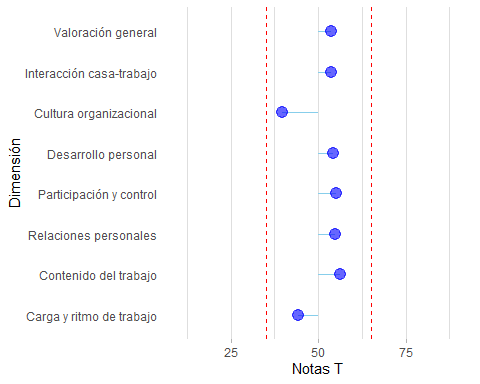 Valoración general
Interacción casa-trabajo
Cultura organizacional
Desarrollo personal
Participación y control
Relaciones personales
Contenido del trabajo
Carga y ritmo de trabajo
Dimensión
25 50 75
Notas T